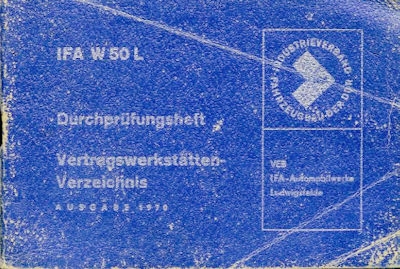 IFA W 50 L
Durchprüfungsheft
Vertragswerkstätten-
Verzeichnis
AUSGABE 1970
INDUSTRIEVERBAND
FAHRZEUGBAU DER DDR
VEB
IFA-Automobilwerke
Ludwigsfelde